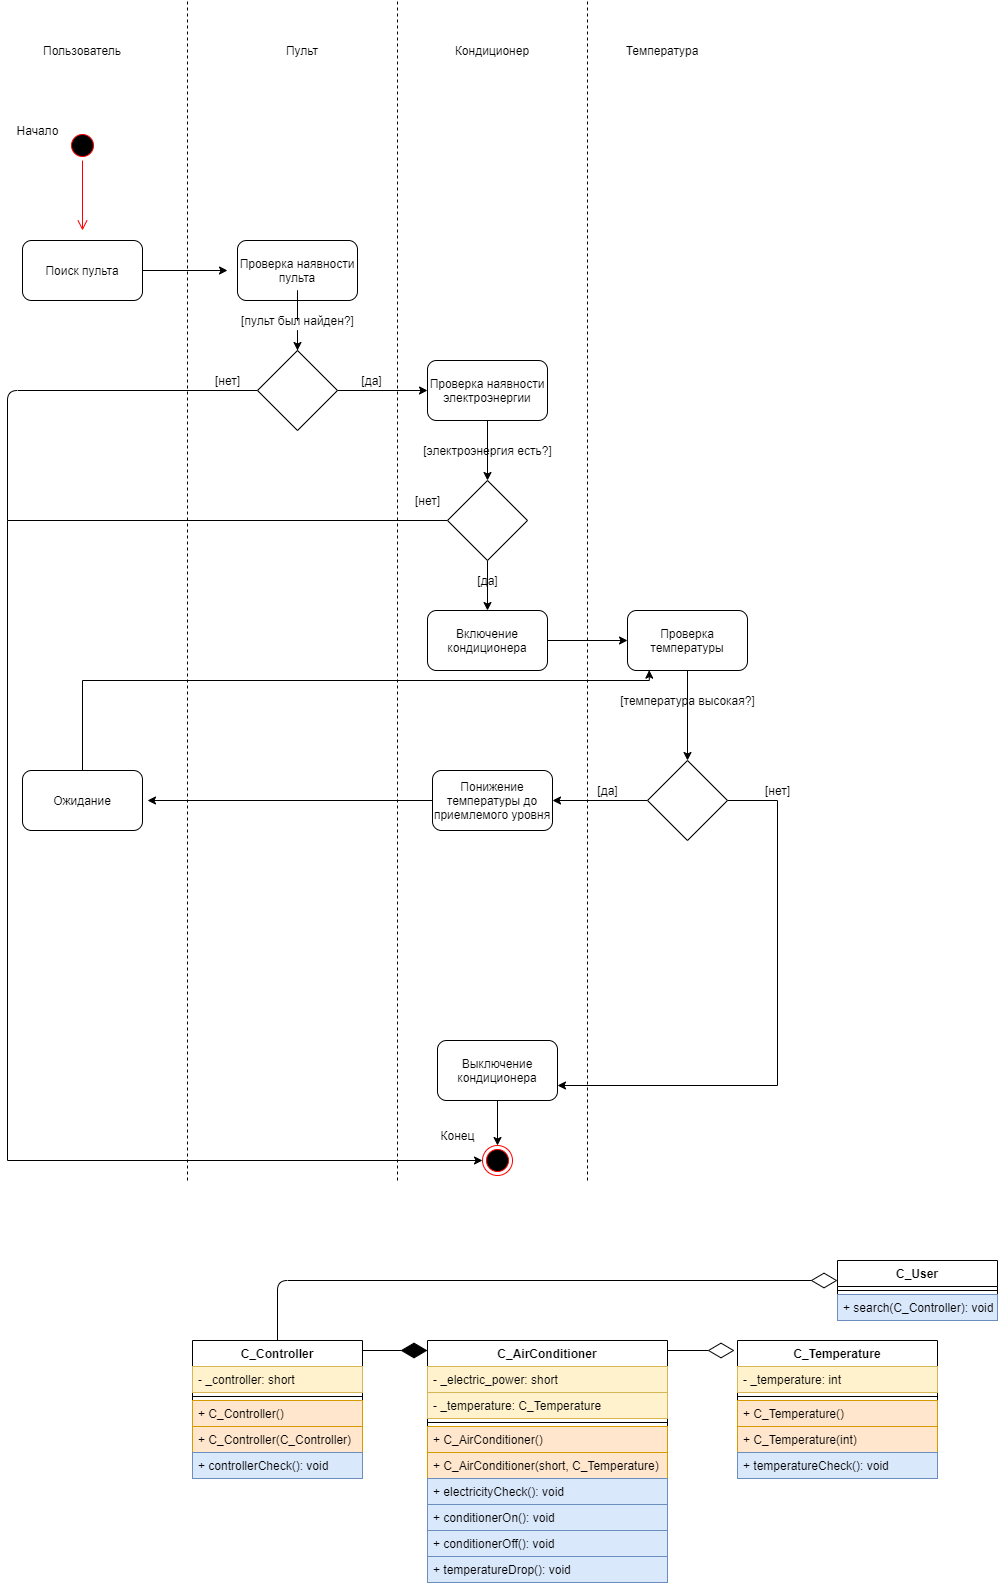 Пользователь
Пульт
Кондиционер
Температура
Начало
Поиск пульта
Проверка наявности
пульта
[пульт был найден?]
[нет]
[да]
Проверка наявности
электроэнергии
[электроэнергия есть?]
[нет]
[да]
Включение
кондиционера
Проверка
температуры
[температура высокая?]
Ожидание
Понижение
температуры до
приемлемого уровня
[да]
[нет]
Выключение
кондиционера
Конец
C_User
+ search(C_Controller): void
C_Controller
- _controller: short
+ C_Controller()
+ C_Controller(C_Controller)
+ controllerCheck(): void
C_AirConditioner
- _electric_power: short
- _temperature: C_Temperature
+ C_AirConditioner()
+ C_AirConditioner(short, C_Temperature)
+ electricityCheck(): void
+ conditionerOn(): void
+ conditionerOff(): void
+ temperatureDrop(): void
C_Temperature
- _temperature: int
+ C_Temperature()
+ C_Temperature(int)
+ temperatureCheck(): void